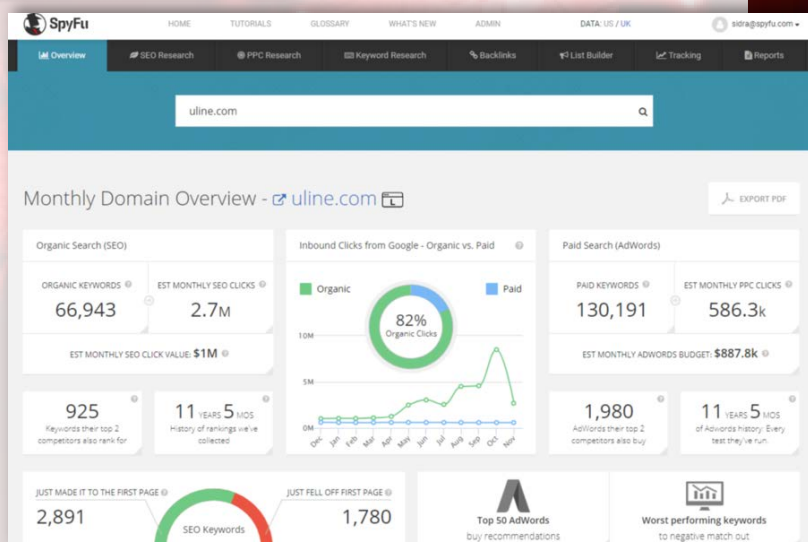 SpyFu
HOME TUTORIALS GLOSSARY WHAT'S NEW ADMIN DATA: US / UK sidra@spyfu.com
Overview SEO Research PPC Research Keyword Research Backlinks List Builder Tracking Reports
uline.com
Monthly Domain Overview - uline.com
EXPORT PDF
Organic Search (SEO)
ORGANIC KEYWORDS
66,943
EST MONTHLY SEO CLICKS
2.7M
EST MONTHLY SEO CLICK VALUE: $1M
925
Keywords their top 2
competitors also rank for
11 YEARS 5 MOS
History of rankings we've
collected
Inbound Clicks from Google - Organic vs. Paid
Organic
Paid
82%
Organic Clicks
10M
5M
0M
Dec Jan Feb Mar Apr May Jun Jul Aug Sep Oct Nov
Paid Search (AdWords)
PAID KEYWORDS
130,191
EST MONTHLY PPC CLICKS
586.3k
EST MONTHLY ADWORDS BUDGET: $887.8k
1,980
AdWords their top 2
competitors also buy
11 YEARS 5 MOS
of Adwords history. Every
test they've run.
JUST MADE IT TO THE FIRST PAGE
2,891
SEO Keywords
JUST FELL OFF FIRST PAGE
1,780
Top 50 AdWords
buy recommendations
Worst performing keywords
to negative match out